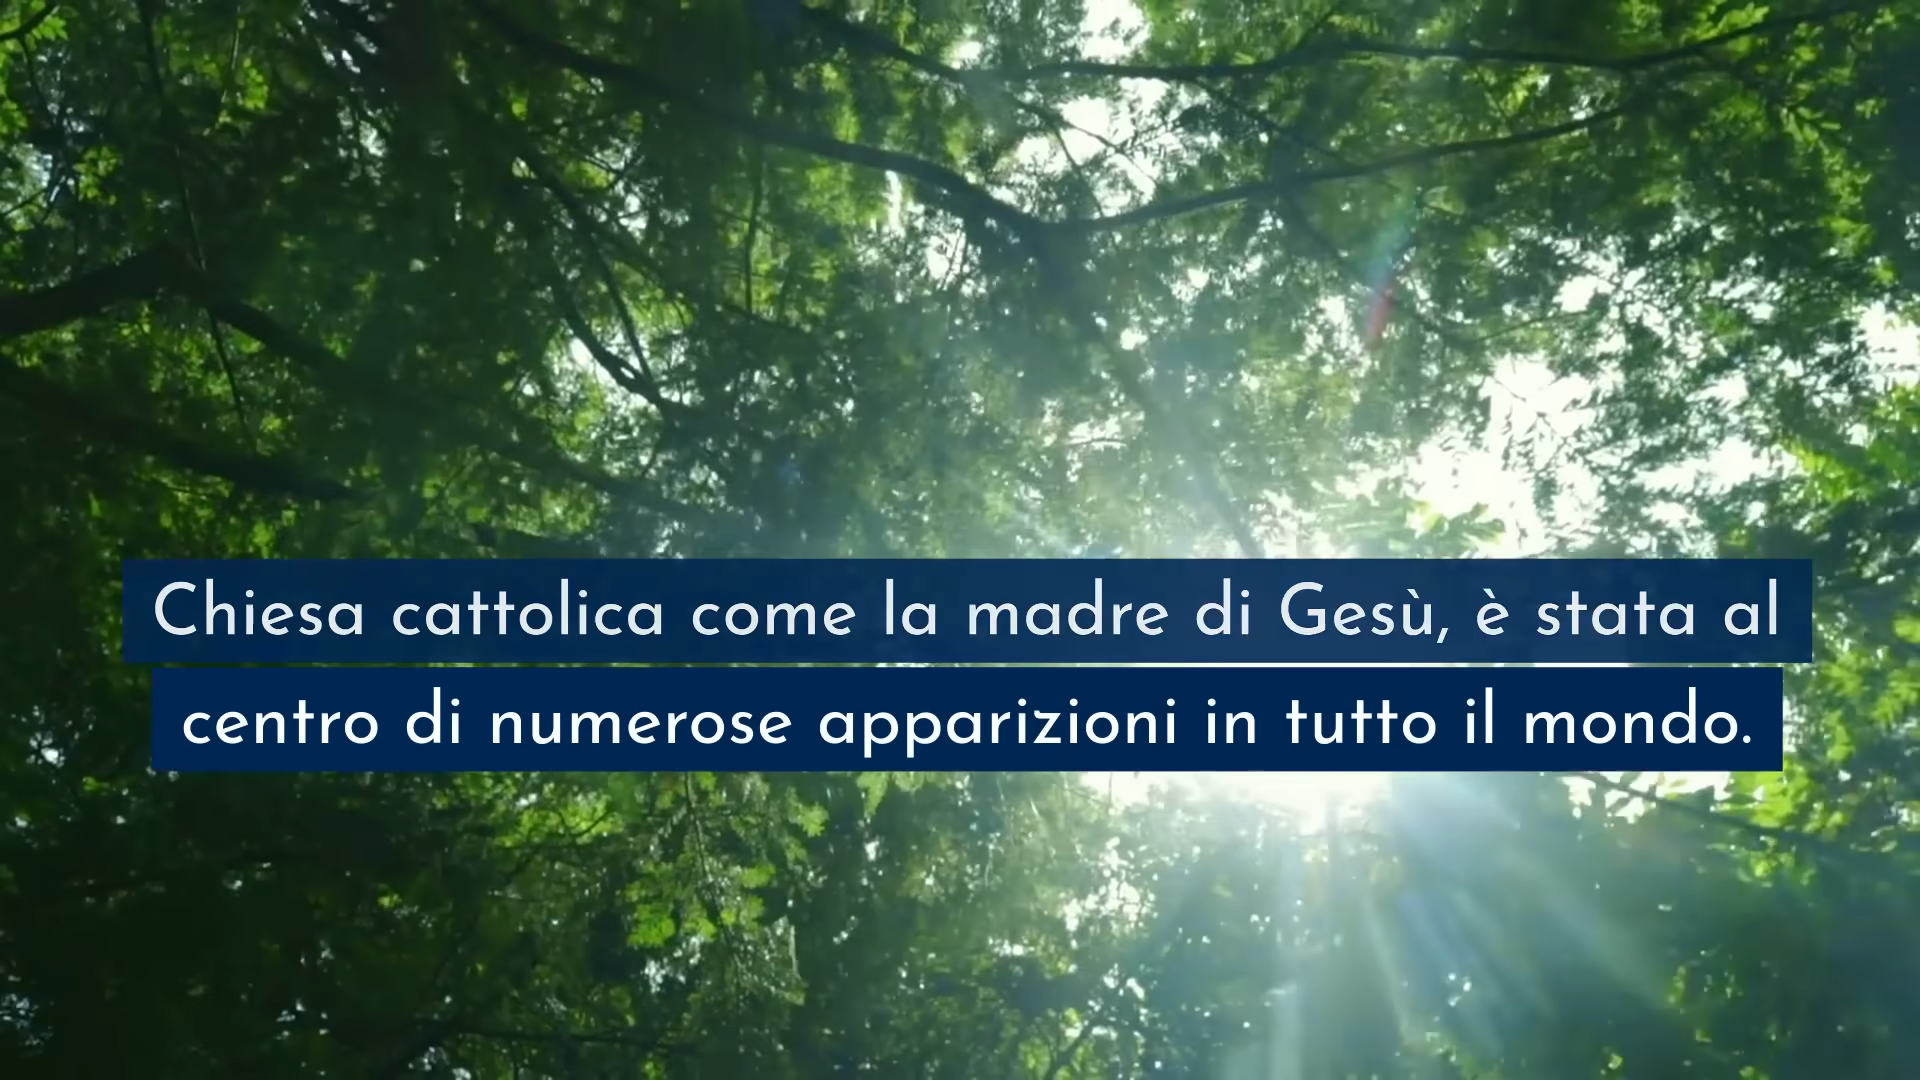 Chiesa cattolica come la madre di Gesù, è stata al
centro di numerose apparizioni in tutto il mondo.